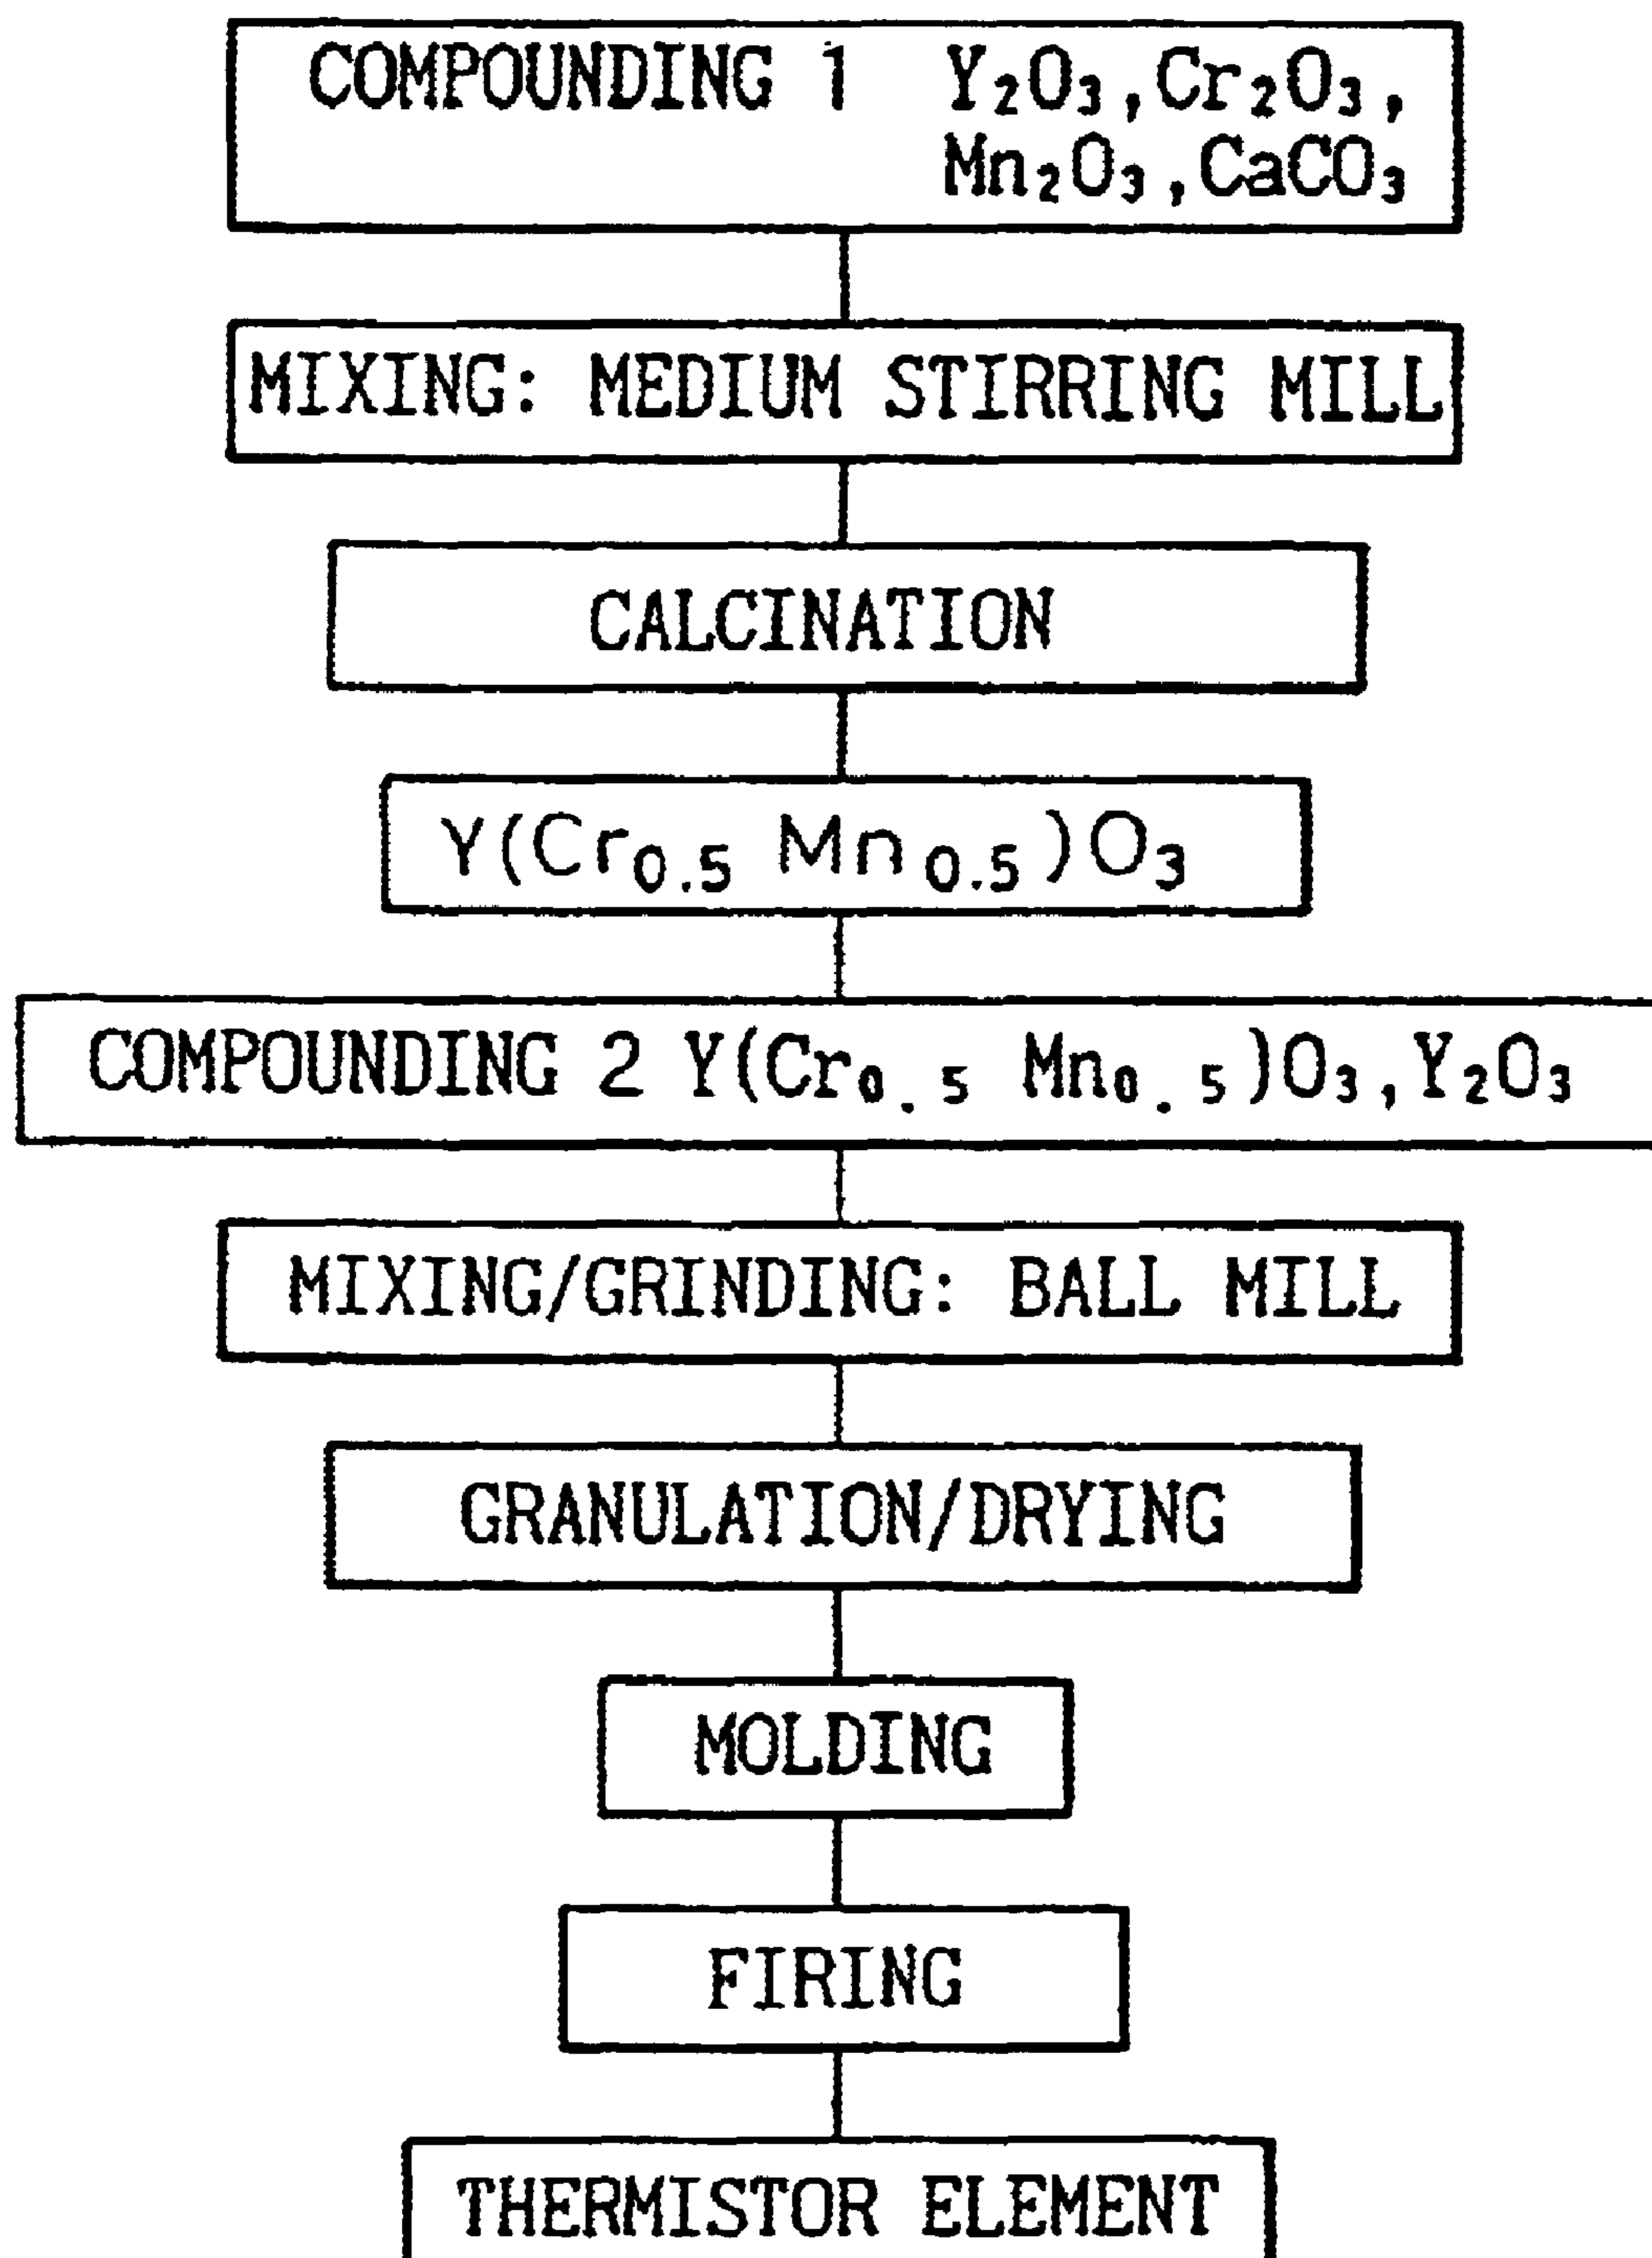 COMPOUNDING 1 Y₂O₃,Cr₂O₃,
Mn₂O₃,CaCO₃
MIXING: MEDIUM STIRRING MILL
CALCINATION
Y(Cr₀.₅ Mn₀.₅)O₃
COMPOUNDING 2 Y(Cr₀.₅ Mn₀.₅)O₃,Y₂O₃
MIXING/GRINDING: BALL MILL
GRANULATION/DRYING
MOLDING
FIRING
THERMISTOR ELEMENT